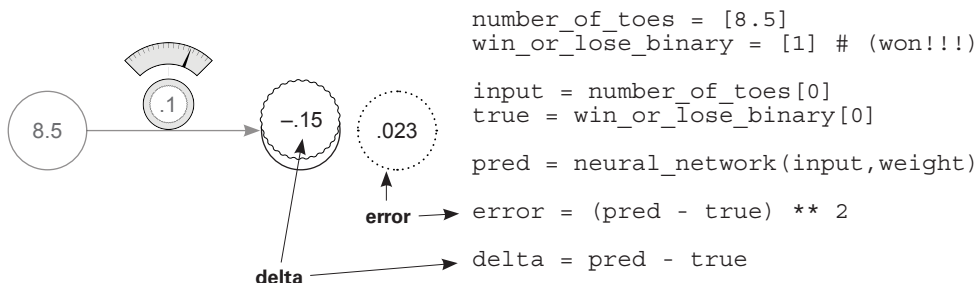 8.5
.1
–.15
.023
error
delta
number_of_toes = [8.5]
win_or_lose_binary = [1] # (won!!!)
input = number_of_toes[0]
true = win_or_lose_binary[0]
pred = neural_network(input,weight)
error = (pred - true) ** 2
delta = pred - true